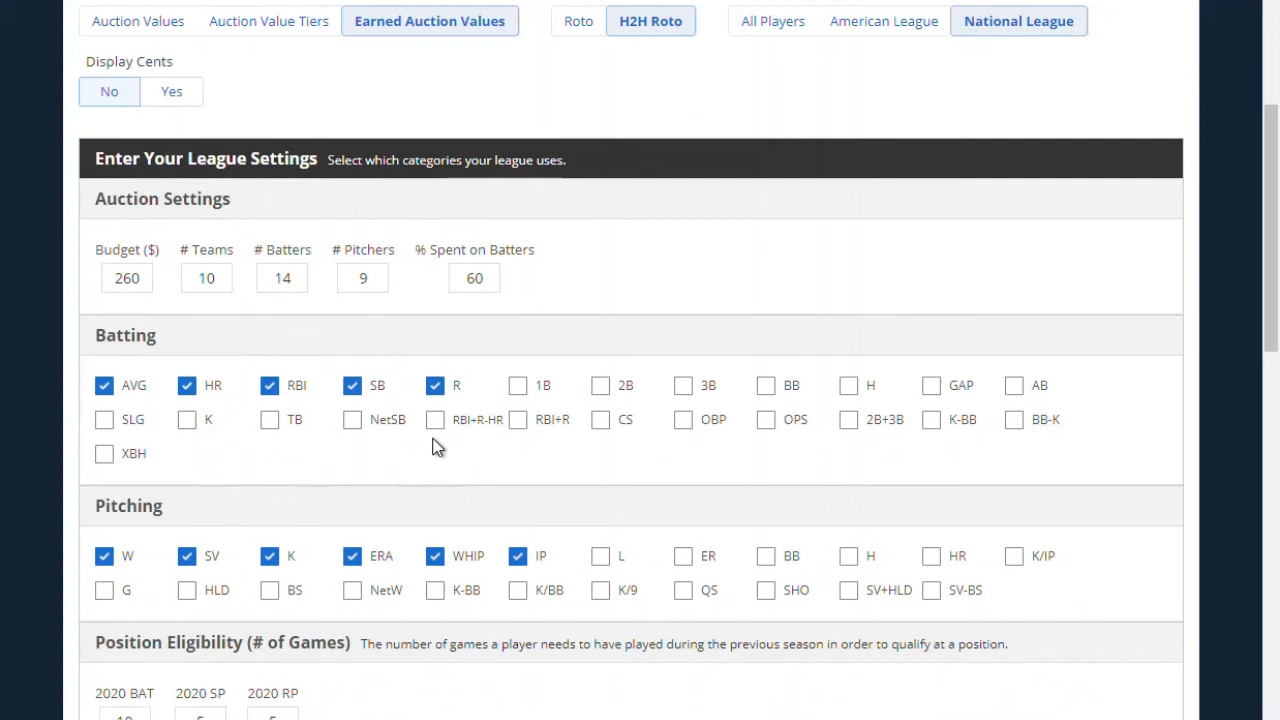 Auction Values Auction Value Tiers Earned Auction Values Roto H2H Roto All Players American League National League
Display Cents
No Yes
Enter Your League Settings Select which categories your league uses.
Auction Settings
Budget ($) # Teams # Batters # Pitchers % Spent on Batters
260 10 14 9 60
Batting
AVG HR RBI SB R 1B 2B 3B BB H GAP AB
SLG K TB NetSB RBI+R-HR RBI+R CS OBP OPS 2B+3B K-BB BB-K
XBH
Pitching
W SV K ERA WHIP IP L ER BB H HR K/IP
G HLD BS NetW K-BB K/BB K/9 QS SHO SV+HLD SV-BS
Position Eligibility (# of Games) The number of games a player needs to have played during the previous season in order to qualify at a position.
2020 BAT 2020 SP 2020 RP